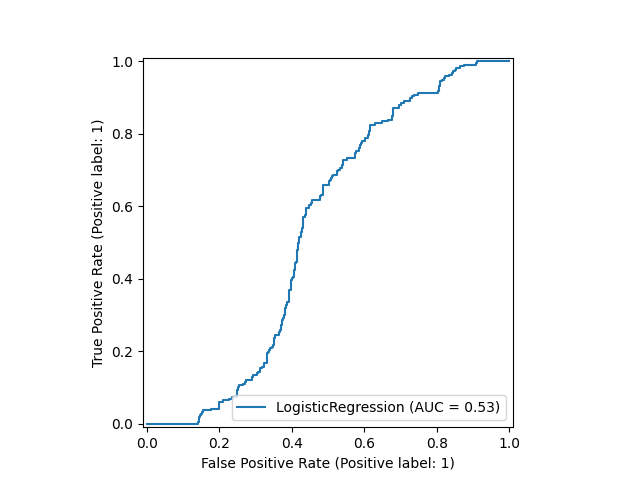 1.0
0.8
0.6
0.4
0.2
0.0
True Positive Rate (Positive label: 1)
LogisticRegression (AUC = 0.53)
0.0 0.2 0.4 0.6 0.8 1.0
False Positive Rate (Positive label: 1)